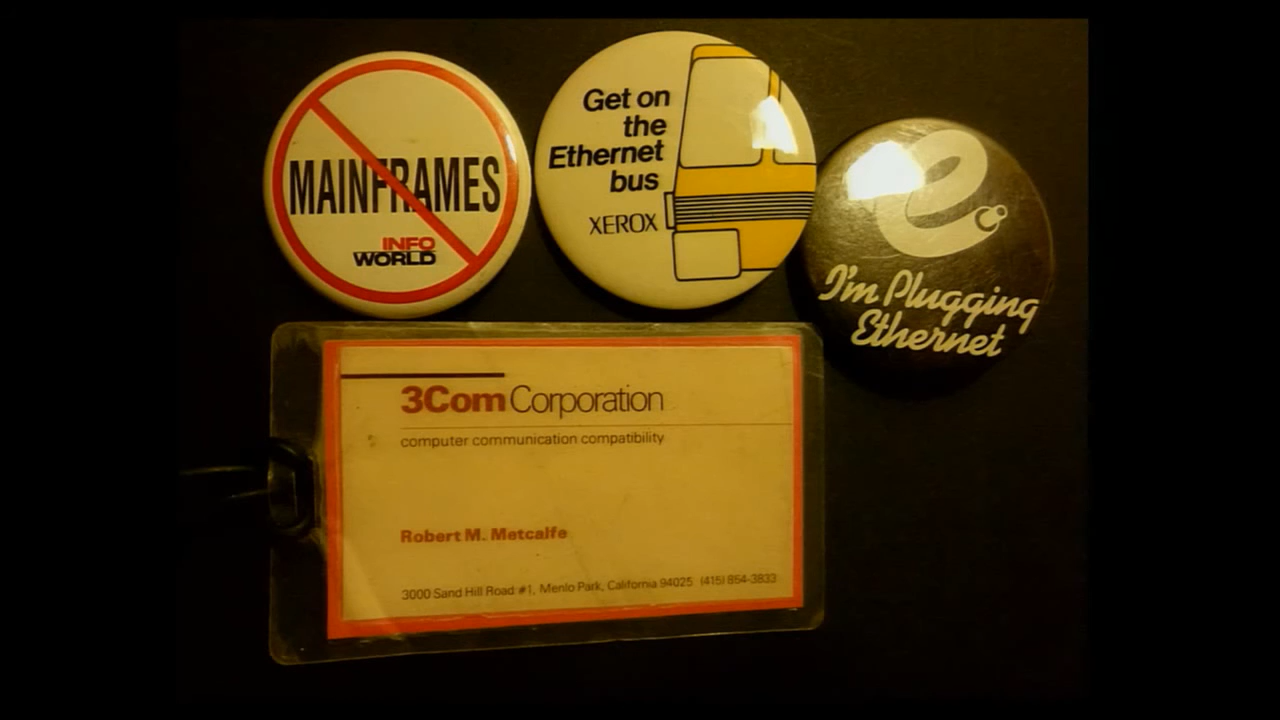 MAINFRAMES
INFO
WORLD
Get on
the
Ethernet
bus
XEROX
e
I'm Plugging
Ethernet
3Com Corporation
computer communication compatibility
Robert M. Metcalfe
3000 Sand Hill Road #1, Menlo Park, California 94025 (415) 854-3833